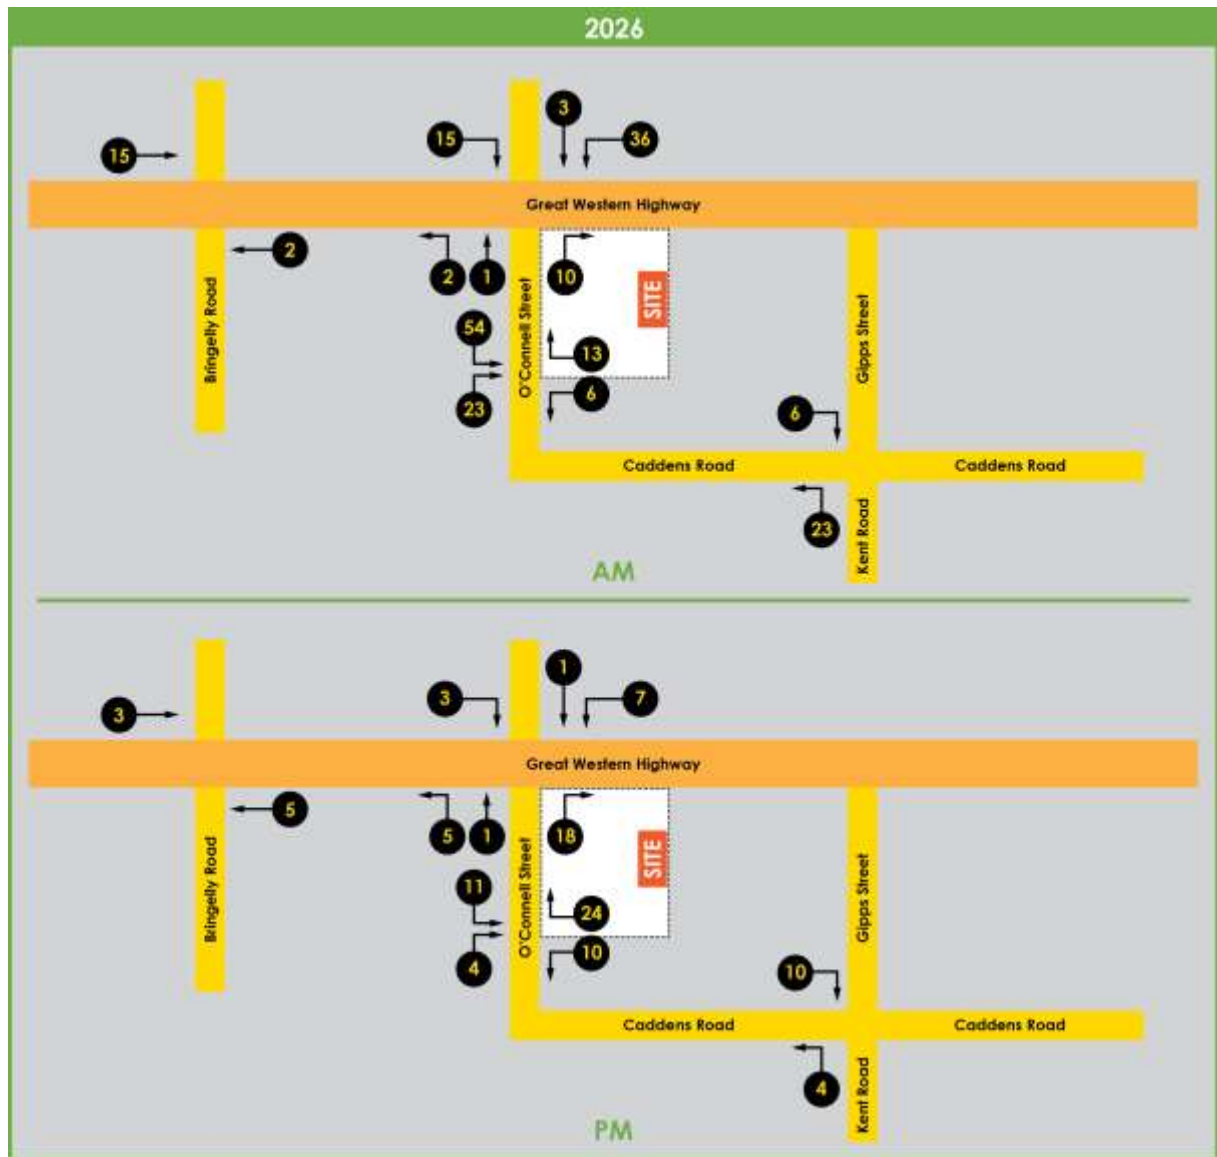 2026
15
15
3
36
Great Western Highway
2
2
1
10
SITE
Bringelly Road
O'Connell Street
Gipps Street
54
13
23
6
6
Caddens Road
Caddens Road
23
Kent Road
AM
3
3
1
7
Great Western Highway
5
5
1
18
SITE
Bringelly Road
O'Connell Street
Gipps Street
11
24
4
10
10
Caddens Road
Caddens Road
4
Kent Road
PM